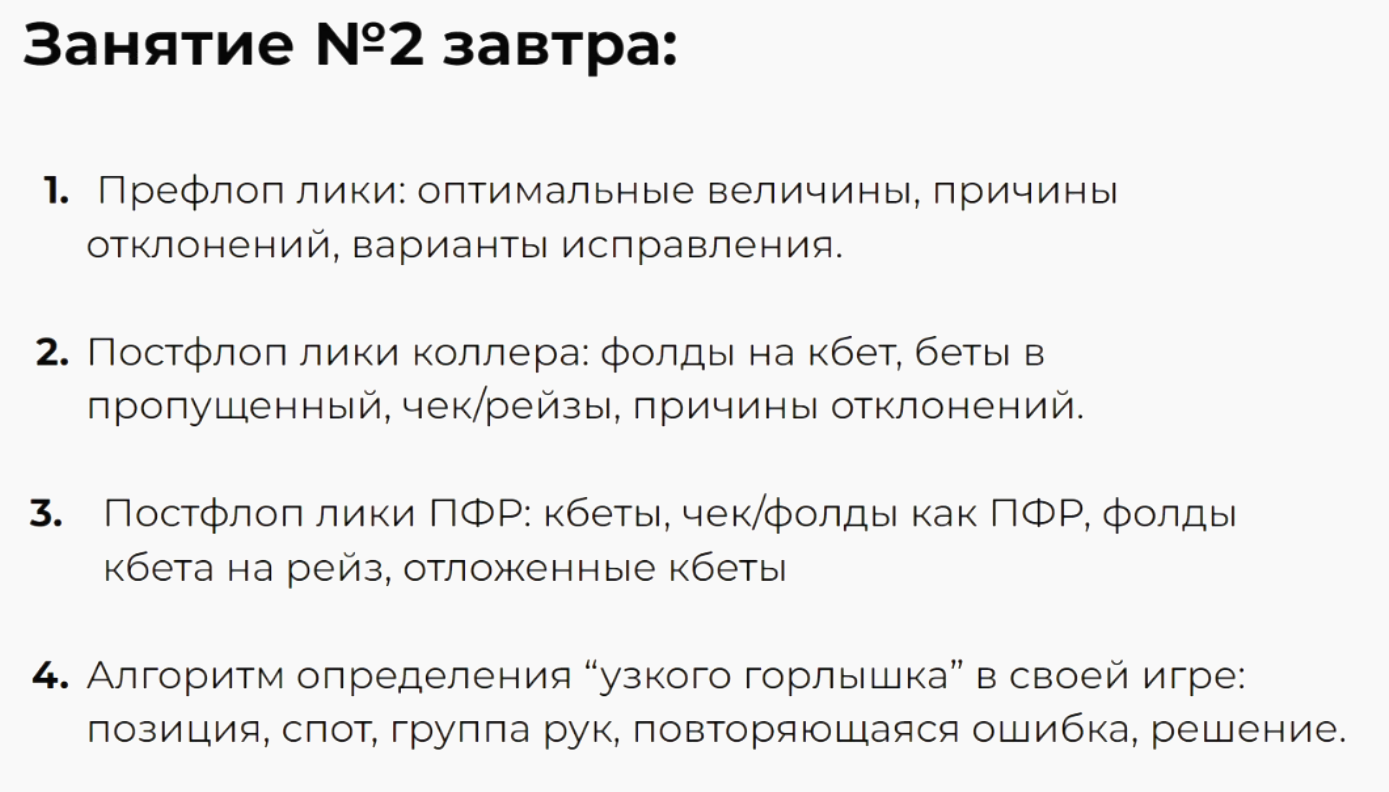 Занятие №2 завтра:
1. Префлоп лики: оптимальные величины, причины
отклонений, варианты исправления.
2. Постфлоп лики коллера: фолды на кбет, беты в
пропущенный, чек/рейзы, причины отклонений.
3. Постфлоп лики ПФР: кбеты, чек/фолды как ПФР, фолды
кбета на рейз, отложенные кбеты
4. Алгоритм определения “узкого горлышка” в своей игре:
позиция, спот, группа рук, повторяющаяся ошибка, решение.